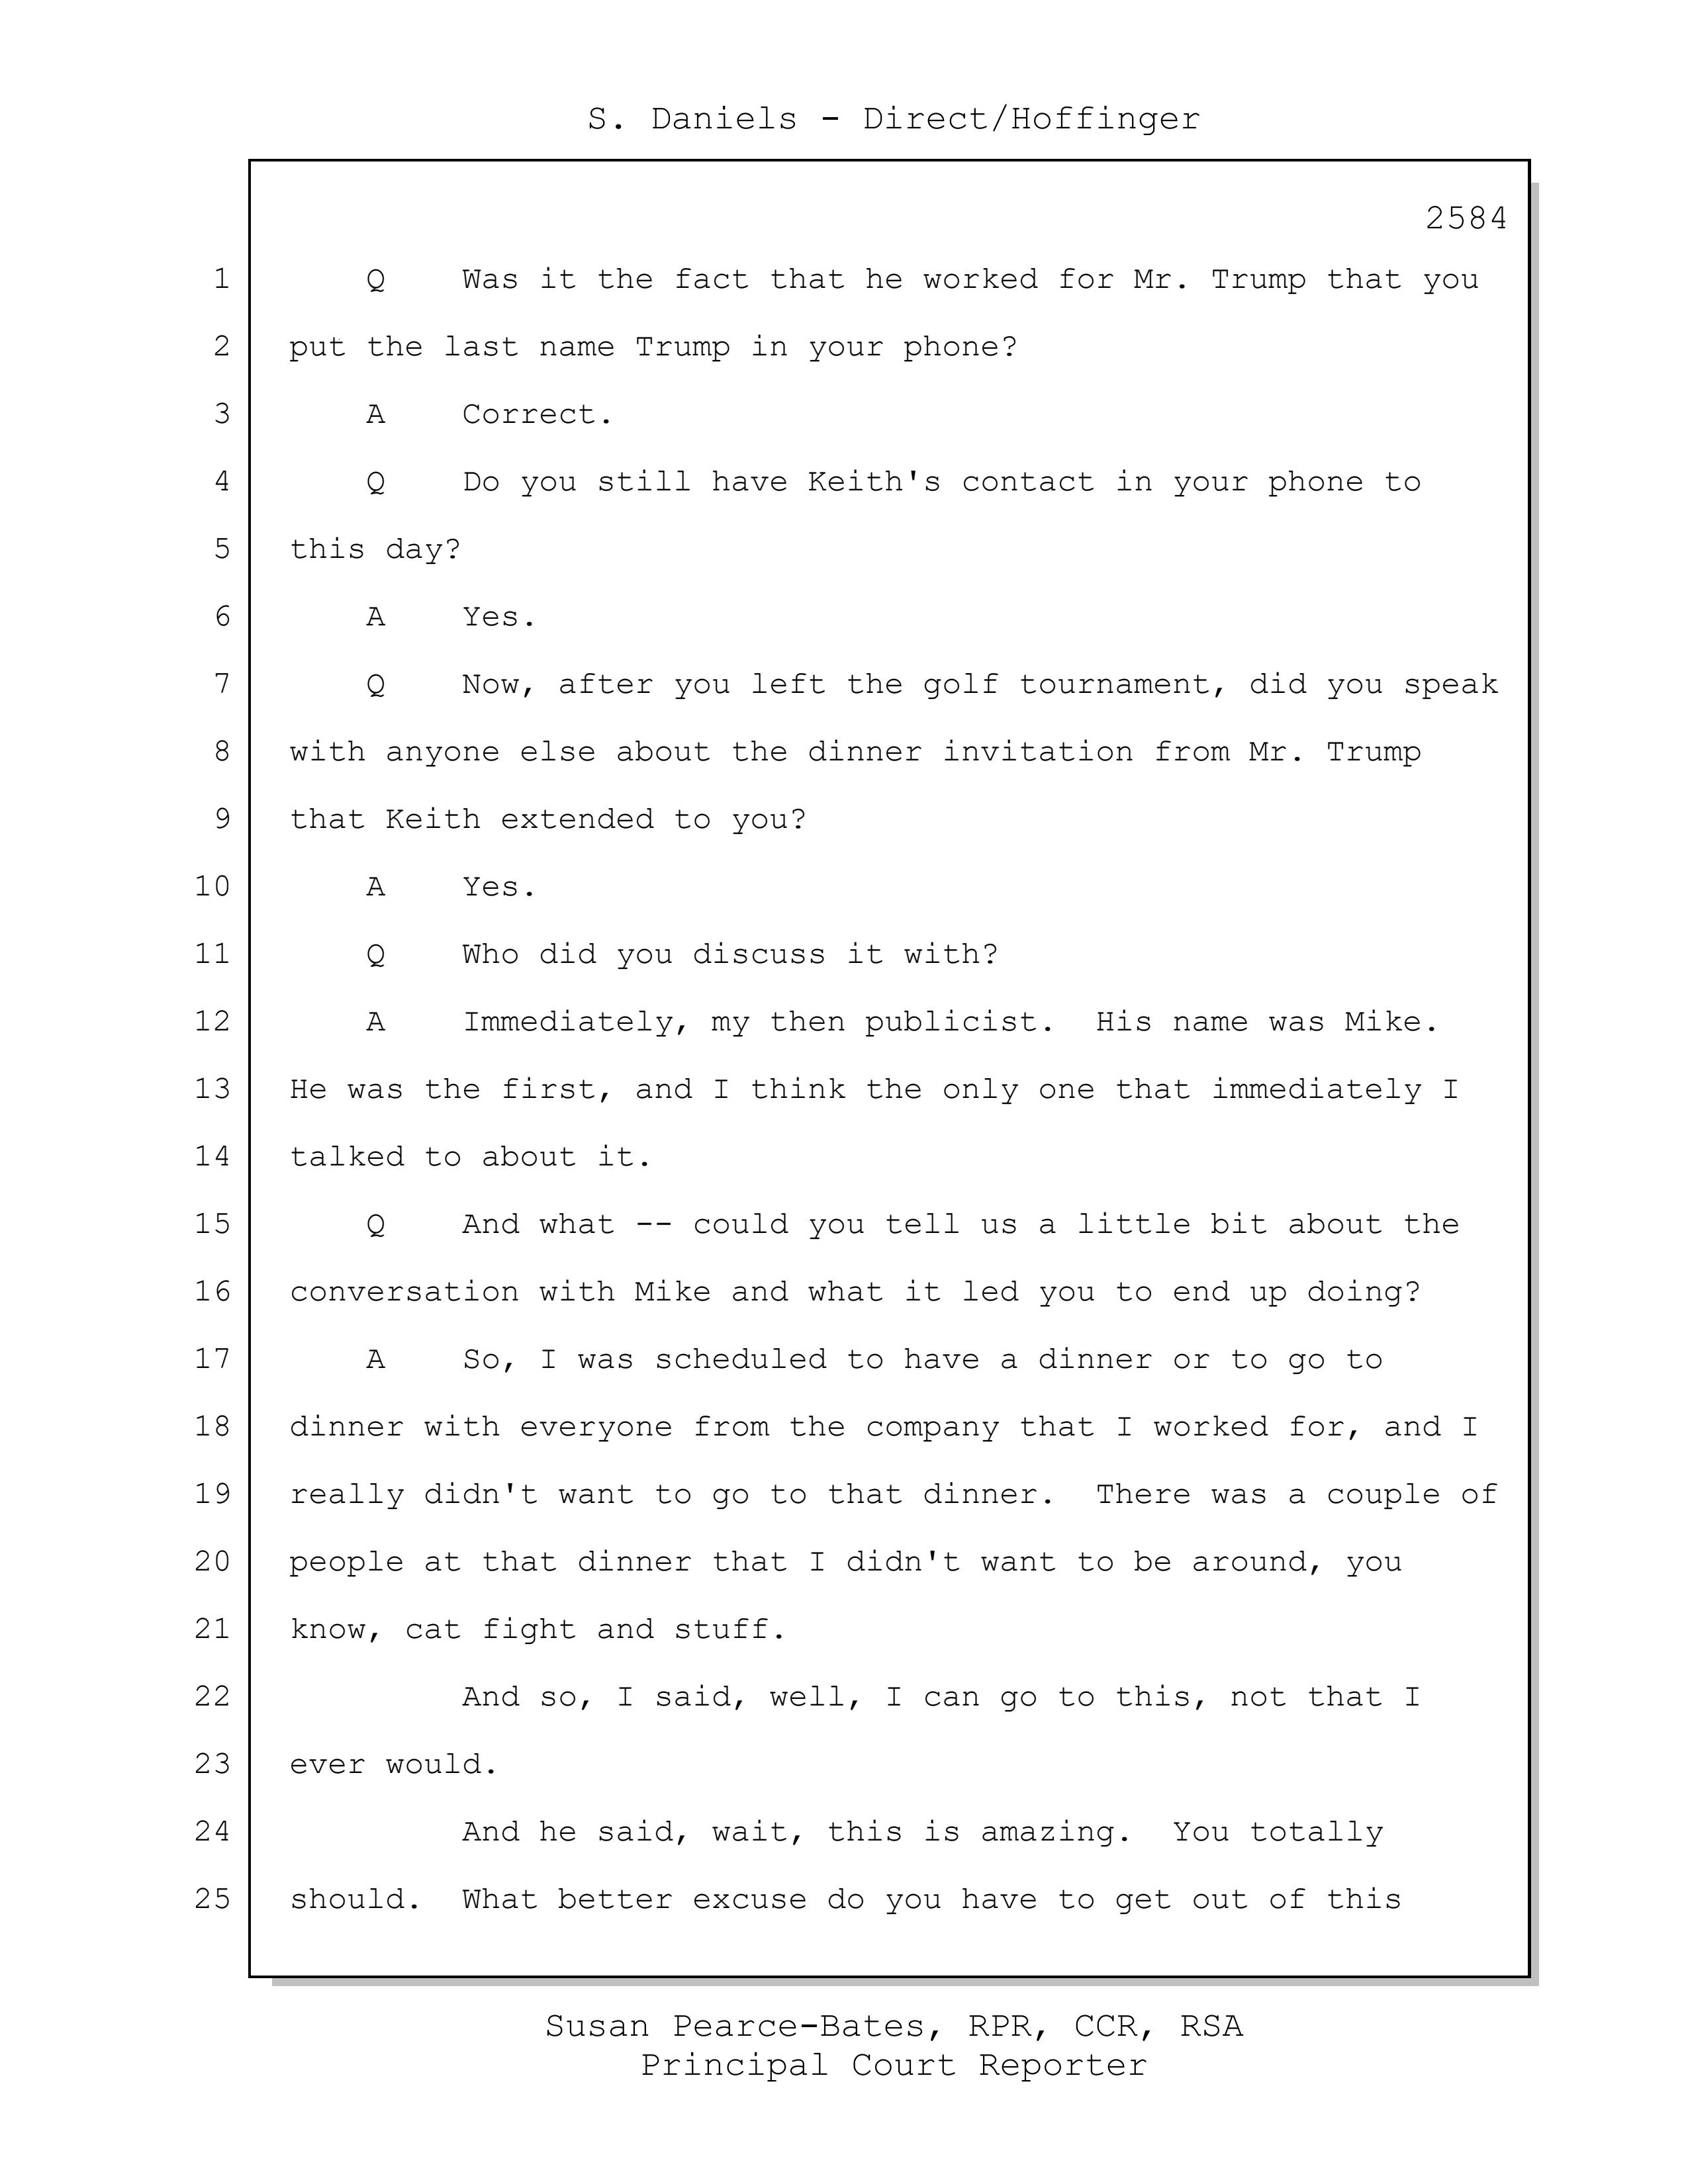 S. Daniels - Direct/Hoffinger
2584
1 Q Was it the fact that he worked for Mr. Trump that you
2 put the last name Trump in your phone?
3 A Correct.
4 Q Do you still have Keith's contact in your phone to
5 this day?
6 A Yes.
7 Q Now, after you left the golf tournament, did you speak
8 with anyone else about the dinner invitation from Mr. Trump
9 that Keith extended to you?
10 A Yes.
11 Q Who did you discuss it with?
12 A Immediately, my then publicist. His name was Mike.
13 He was the first, and I think the only one that immediately I
14 talked to about it.
15 Q And what -- could you tell us a little bit about the
16 conversation with Mike and what it led you to end up doing?
17 A So, I was scheduled to have a dinner or to go to
18 dinner with everyone from the company that I worked for, and I
19 really didn't want to go to that dinner. There was a couple of
20 people at that dinner that I didn't want to be around, you
21 know, cat fight and stuff.
22 And so, I said, well, I can go to this, not that I
23 ever would.
24 And he said, wait, this is amazing. You totally
25 should. What better excuse do you have to get out of this
Susan Pearce-Bates, RPR, CCR, RSA
Principal Court Reporter